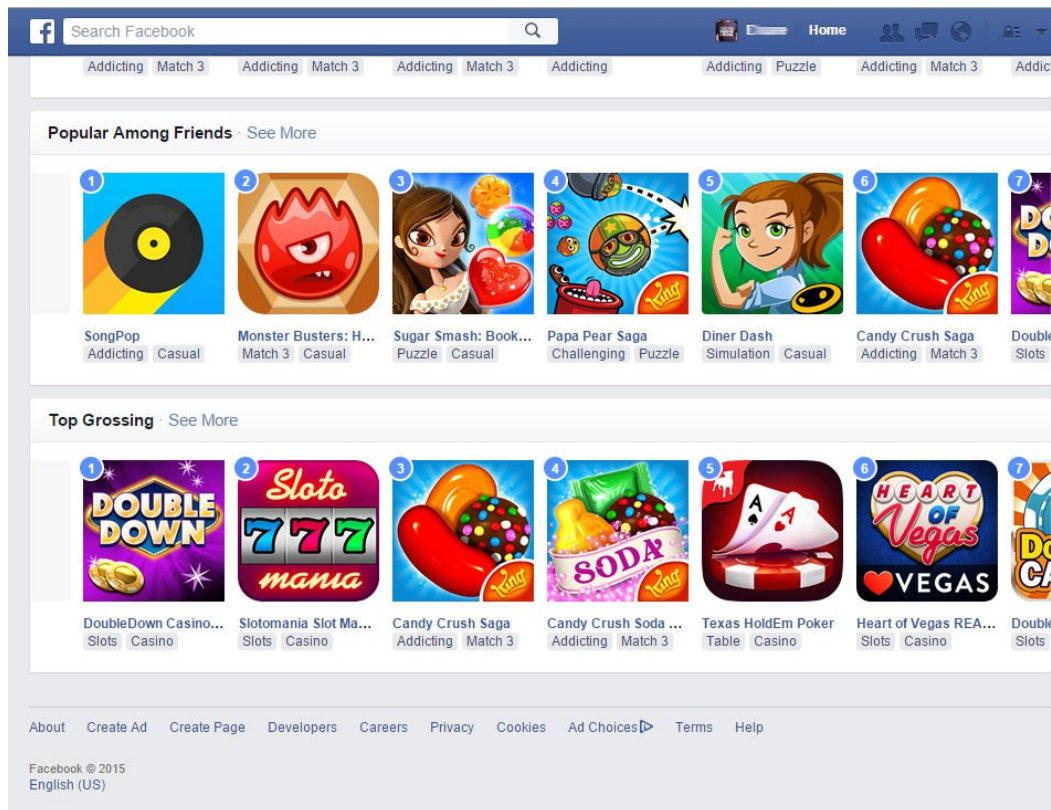 f Search Facebook Home
Addicting Match 3 Addicting Match 3 Addicting Match 3 Addicting Addicting Puzzle Addicting Match 3
Popular Among Friends · See More
1 2 3 4 5 6 7
King King
SongPop Monster Busters: H... Sugar Smash: Book... Papa Pear Saga Diner Dash Candy Crush Saga Double
Addicting Casual Match 3 Casual Puzzle Casual Challenging Puzzle Simulation Casual Addicting Match 3 Slots
Top Grossing · See More
1 2 3 4 5 6 7
DOUBLE DOWN
Sloto 777 mania
King
SODA King
A A
HEART OF Vegas VEGAS
DoubleDown Casino... Slotomania Slot Ma... Candy Crush Saga Candy Crush Soda ... Texas HoldEm Poker Heart of Vegas REA... Double
Slots Casino Slots Casino Addicting Match 3 Addicting Match 3 Table Casino Slots Casino Slots
About Create Ad Create Page Developers Careers Privacy Cookies Ad Choices Terms Help
Facebook © 2015
English (US)